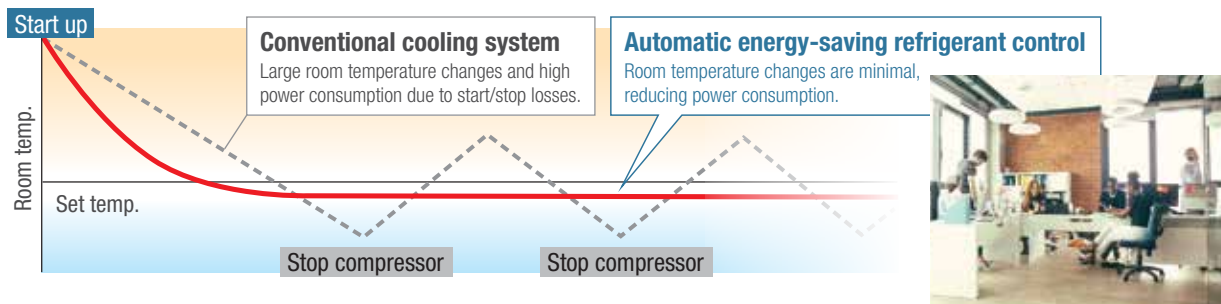 Start up
Conventional cooling system
Large room temperature changes and high
power consumption due to start/stop losses.
Automatic energy-saving refrigerant control
Room temperature changes are minimal,
reducing power consumption.
Room temp.
Set temp.
Stop compressor
Stop compressor